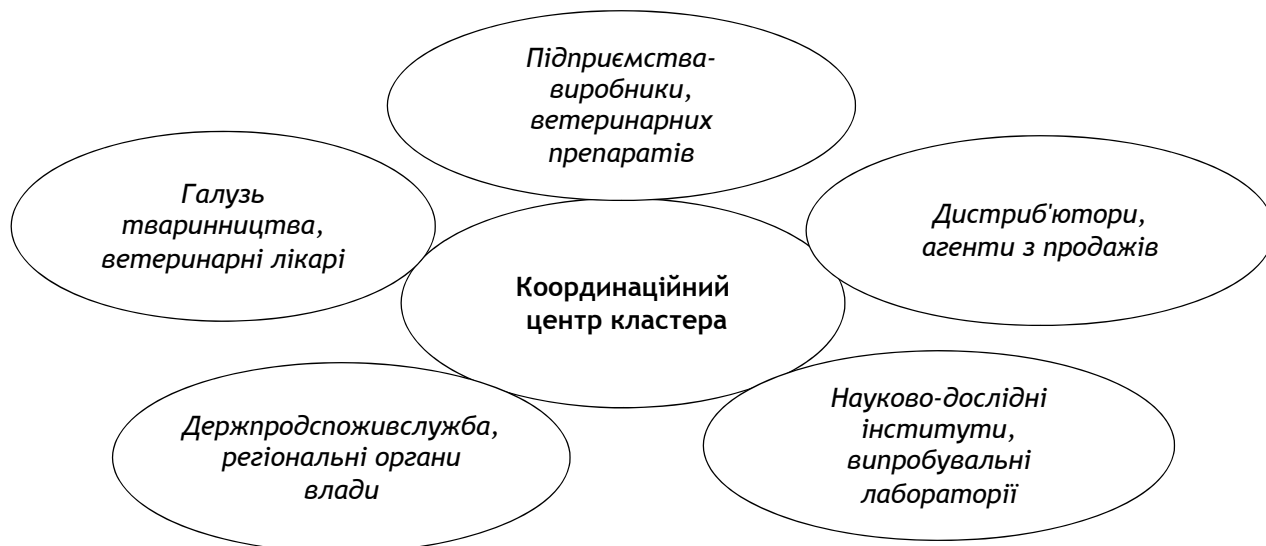 Підприємства-
виробники,
ветеринарних
препаратів
Галузь
тваринництва,
ветеринарні лікарі
Дистриб'ютори,
агенти з продажів
Координаційний
центр кластера
Держпродспоживслужба,
регіональні органи
влади
Науково-дослідні
інститути,
випробувальні
лабораторії